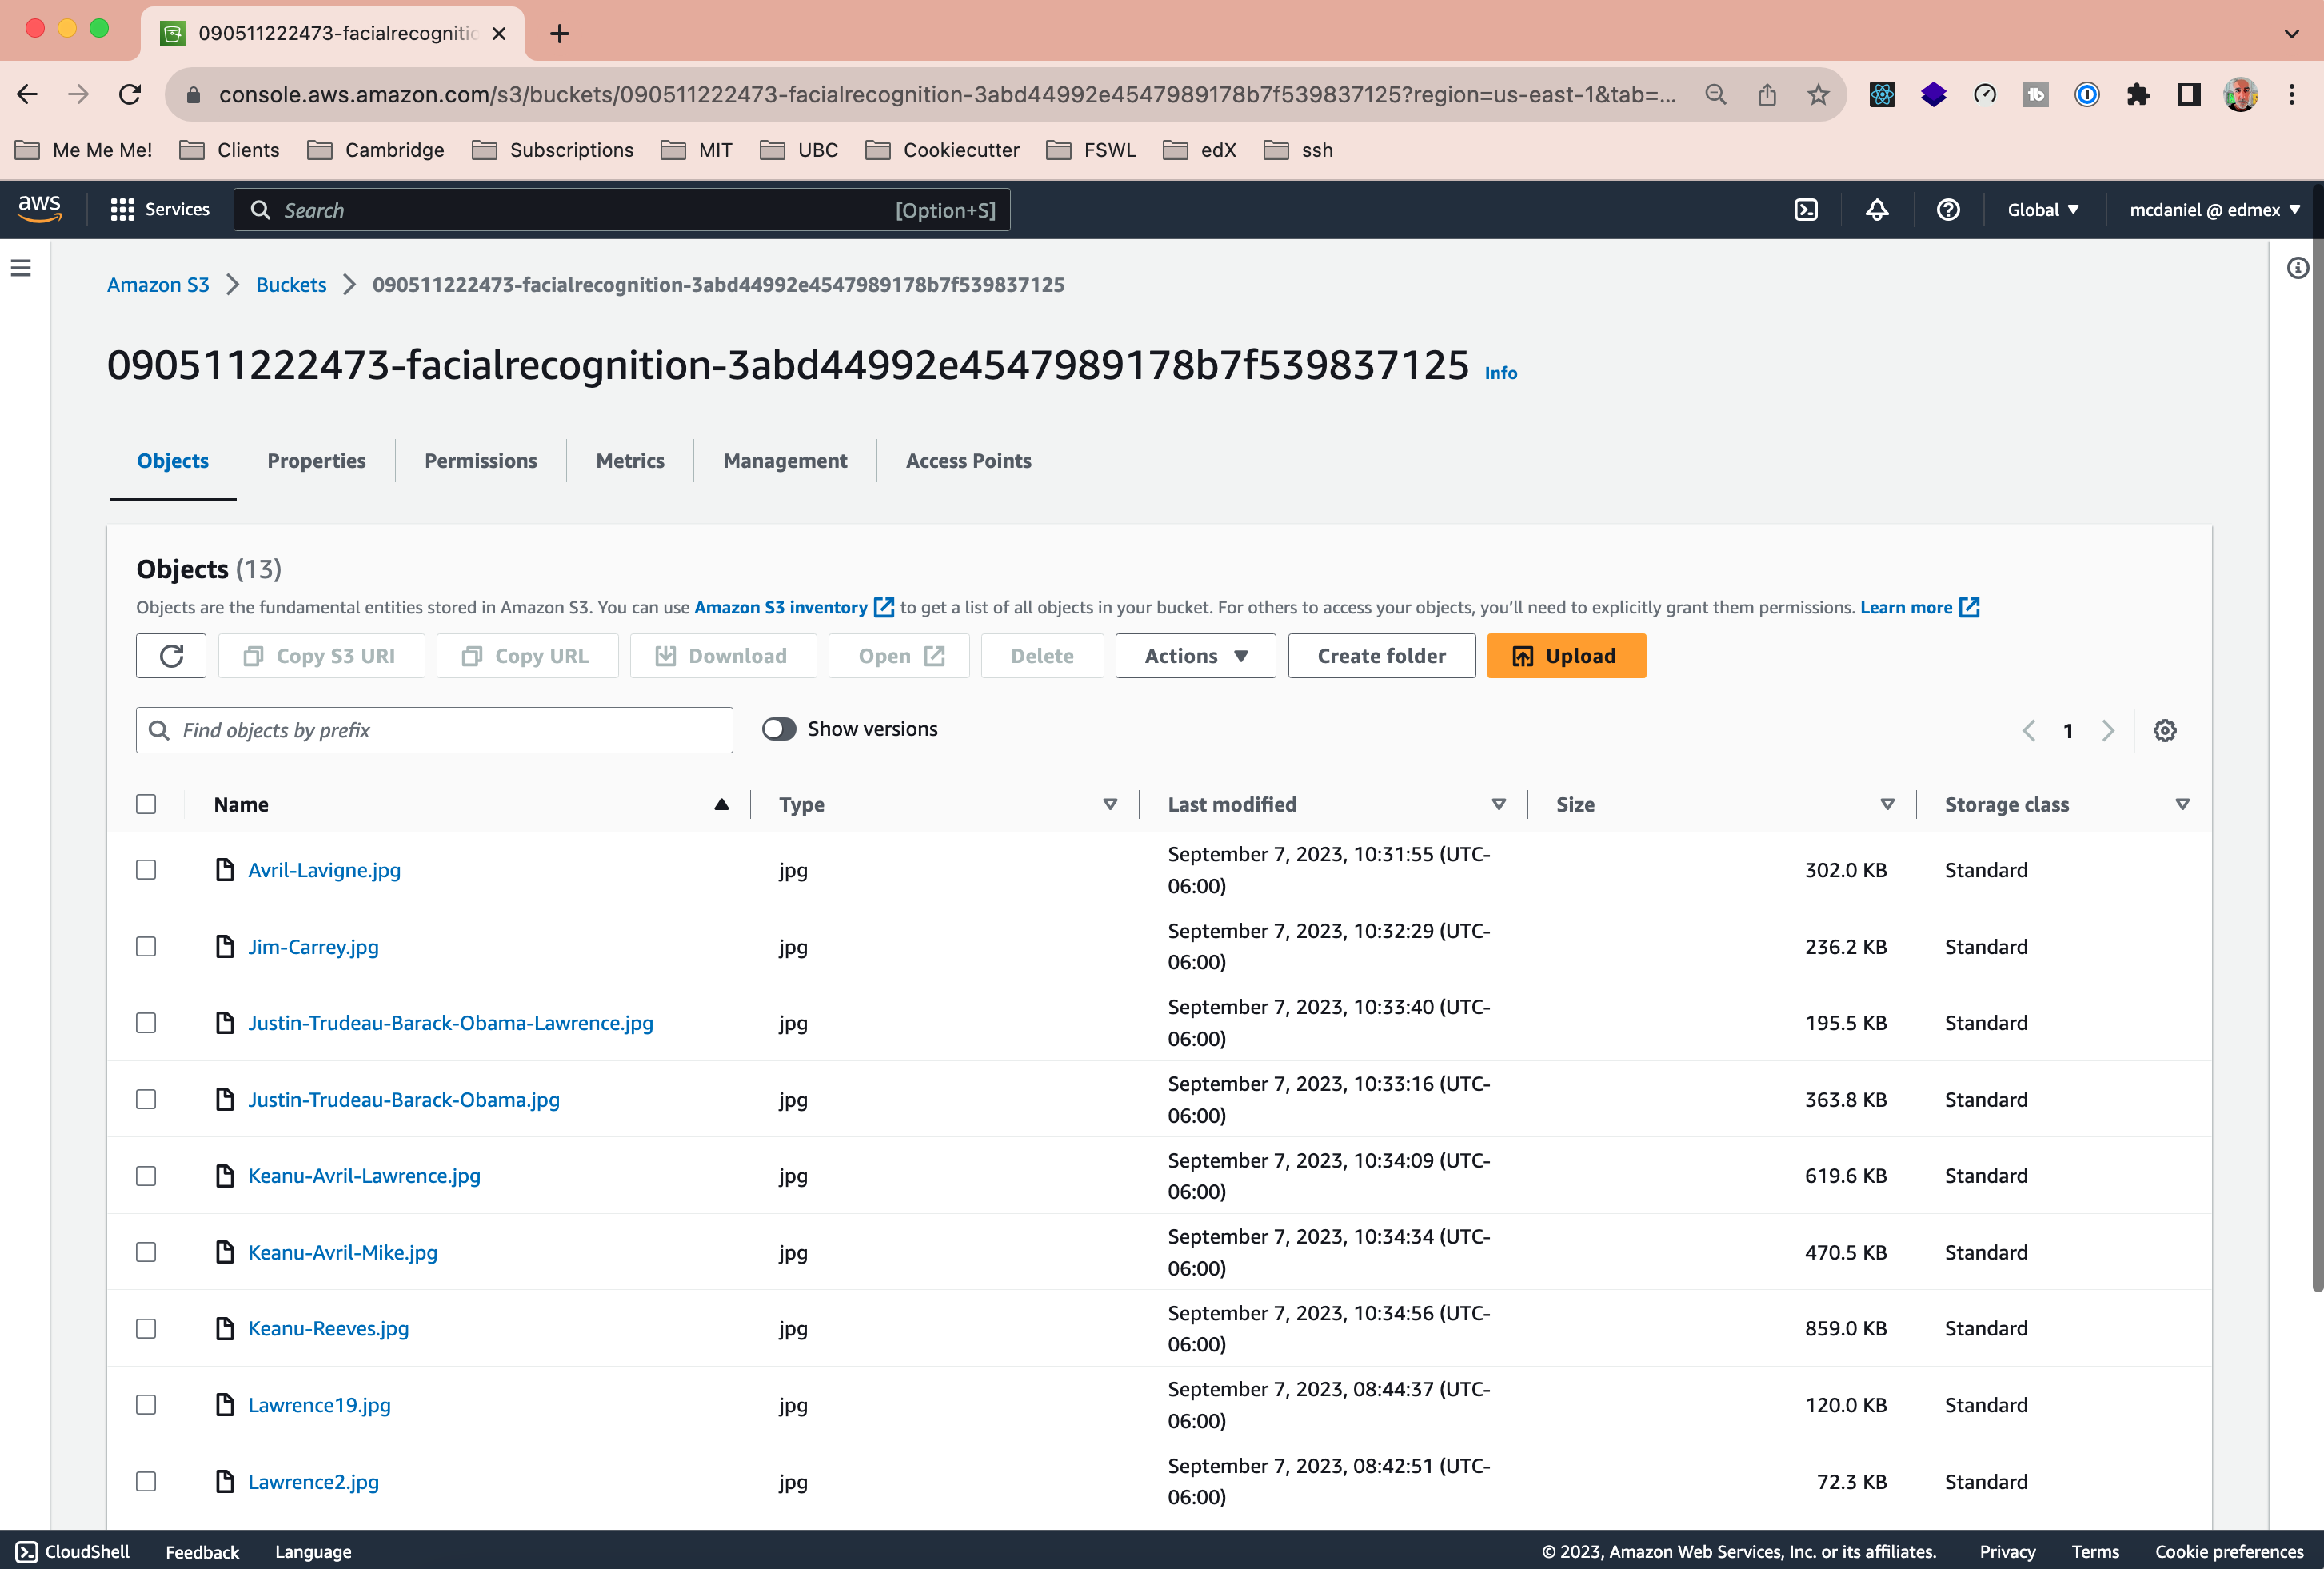 090511222473-facialrecognitio
console.aws.amazon.com/s3/buckets/090511222473-facialrecognition-3abd44992e4547989178b7f539837125?region=us-east-1&tab=...
Me Me Me! Clients Cambridge Subscriptions MIT UBC Cookiecutter FSWL edX ssh
aws Services Search [Option+S] Global mcdaniel @ edmex
Amazon S3 Buckets 090511222473-facialrecognition-3abd44992e4547989178b7f539837125
090511222473-facialrecognition-3abd44992e4547989178b7f539837125 Info
Objects Properties Permissions Metrics Management Access Points
Objects (13)
Objects are the fundamental entities stored in Amazon S3. You can use Amazon S3 inventory to get a list of all objects in your bucket. For others to access your objects, you'll need to explicitly grant them permissions. Learn more
Copy S3 URI Copy URL Download Open Delete Actions Create folder Upload
Find objects by prefix Show versions 1
Name Type Last modified Size Storage class
Avril-Lavigne.jpg jpg September 7, 2023, 10:31:55 (UTC-
06:00) 302.0 KB Standard
Jim-Carrey.jpg jpg September 7, 2023, 10:32:29 (UTC-
06:00) 236.2 KB Standard
Justin-Trudeau-Barack-Obama-Lawrence.jpg jpg September 7, 2023, 10:33:40 (UTC-
06:00) 195.5 KB Standard
Justin-Trudeau-Barack-Obama.jpg jpg September 7, 2023, 10:33:16 (UTC-
06:00) 363.8 KB Standard
Keanu-Avril-Lawrence.jpg jpg September 7, 2023, 10:34:09 (UTC-
06:00) 619.6 KB Standard
Keanu-Avril-Mike.jpg jpg September 7, 2023, 10:34:34 (UTC-
06:00) 470.5 KB Standard
Keanu-Reeves.jpg jpg September 7, 2023, 10:34:56 (UTC-
06:00) 859.0 KB Standard
Lawrence19.jpg jpg September 7, 2023, 08:44:37 (UTC-
06:00) 120.0 KB Standard
Lawrence2.jpg jpg September 7, 2023, 08:42:51 (UTC-
06:00) 72.3 KB Standard
CloudShell Feedback Language © 2023, Amazon Web Services, Inc. or its affiliates. Privacy Terms Cookie preferences